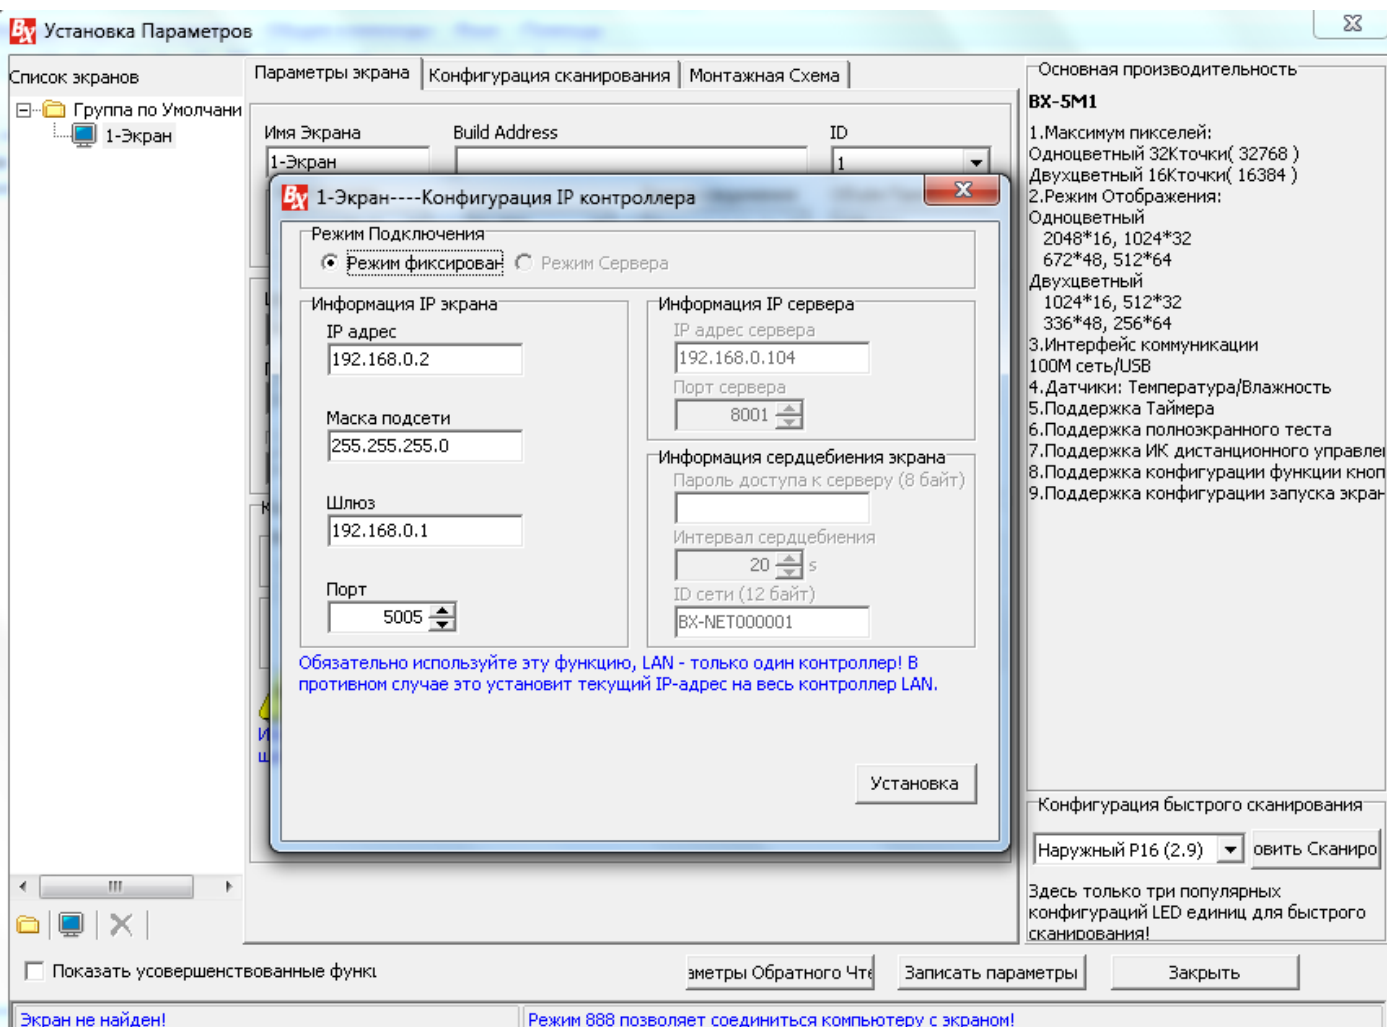 Установка Параметров
Список экранов
Группа по Умолчани
1-Экран
Параметры экрана
Конфигурация сканирования
Монтажная Схема
Имя Экрана
Build Address
ID
1-Экран
1
1-Экран----Конфигурация IP контроллера
Режим Подключения
Режим фиксирован
Режим Сервера
Информация IP экрана
IP адрес
192.168.0.2
Маска подсети
255.255.255.0
Шлюз
192.168.0.1
Порт
5005
Информация IP сервера
IP адрес сервера
192.168.0.104
Порт сервера
8001
Информация сердцебиения экрана
Пароль доступа к серверу (8 байт)
Интервал сердцебиения
20 s
ID сети (12 байт)
BX-NET000001
Обязательно используйте эту функцию, LAN - только один контроллер! В
противном случае это установит текущий IP-адрес на весь контроллер LAN.
Установка
Основная производительность
BX-5M1
1.Максимум пикселей:
Одноцветный 32Кточки( 32768 )
Двухцветный 16Кточки( 16384 )
2.Режим Отображения:
Одноцветный
2048*16, 1024*32
672*48, 512*64
Двухцветный
1024*16, 512*32
336*48, 256*64
3.Интерфейс коммуникации
100M сеть/USB
4.Датчики: Температура/Влажность
5.Поддержка Таймера
6.Поддержка полноэкранного теста
7.Поддержка ИК дистанционного управле
8.Поддержка конфигурации функции кноп
9.Поддержка конфигурации запуска экран
Конфигурация быстрого сканирования
Наружный P16 (2.9)
овить Сканиро
Здесь только три популярных
конфигураций LED единиц для быстрого
сканирования!
Показать усовершенствованные функц
аметры Обратного Чте
Записать параметры
Закрыть
Экран не найден!
Режим 888 позволяет соединиться компьютеру с экраном!